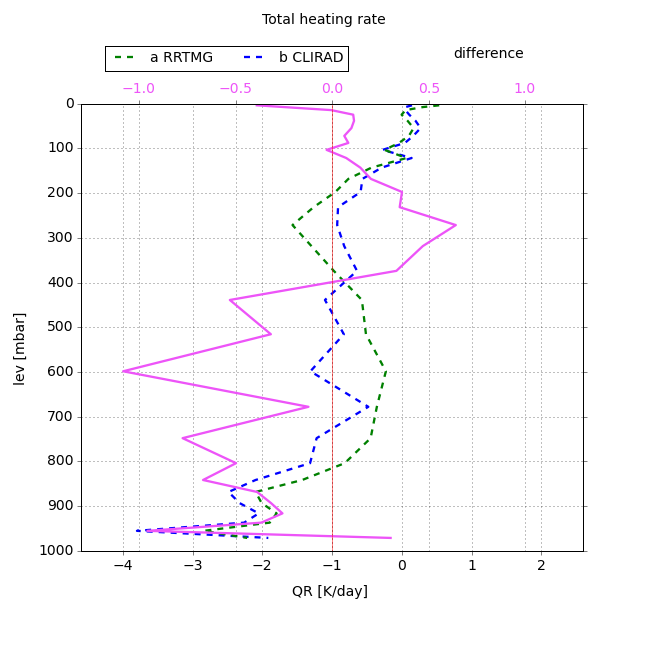 Total heating rate
a RRTMG b CLIRAD difference
−1.0 −0.5 0.0 0.5 1.0
0
100
200
300
400
500
600
700
800
900
1000
lev [mbar]
−4 −3 −2 −1 0 1 2
QR [K/day]